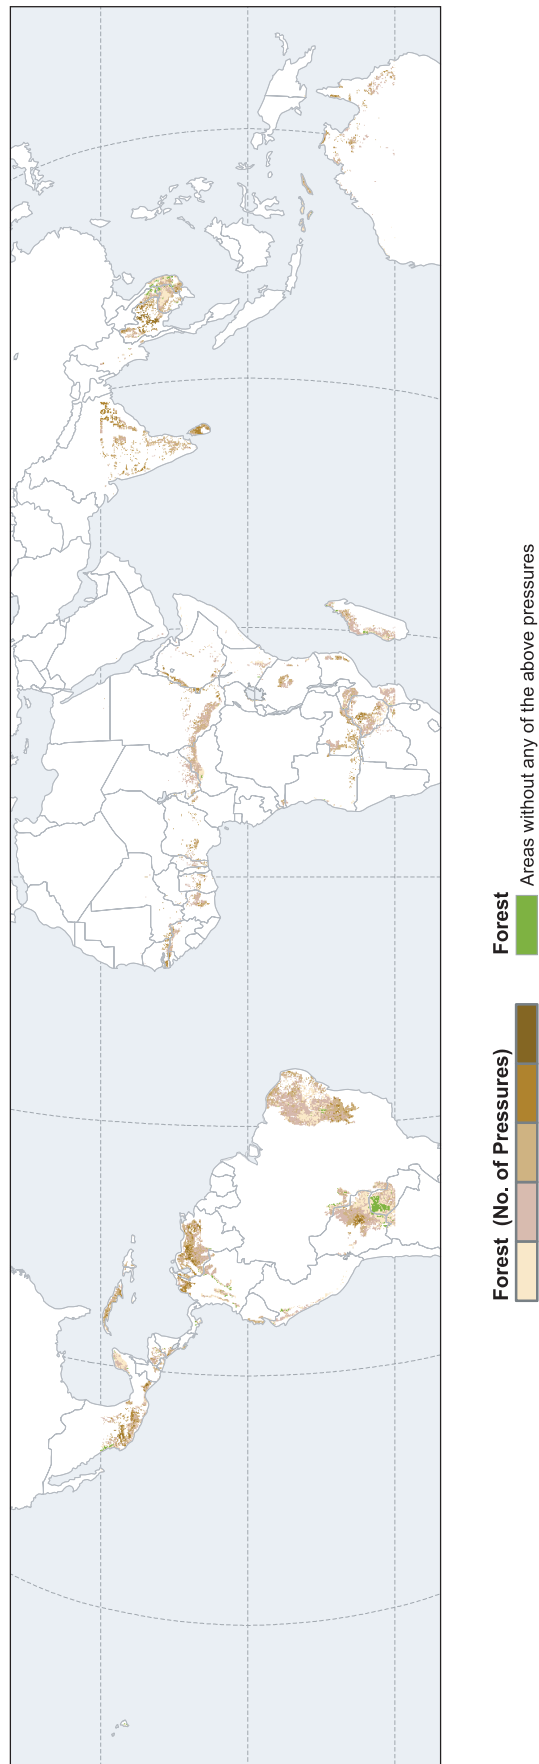 Forest (No. of Pressures)
Forest
Areas without any of the above pressures